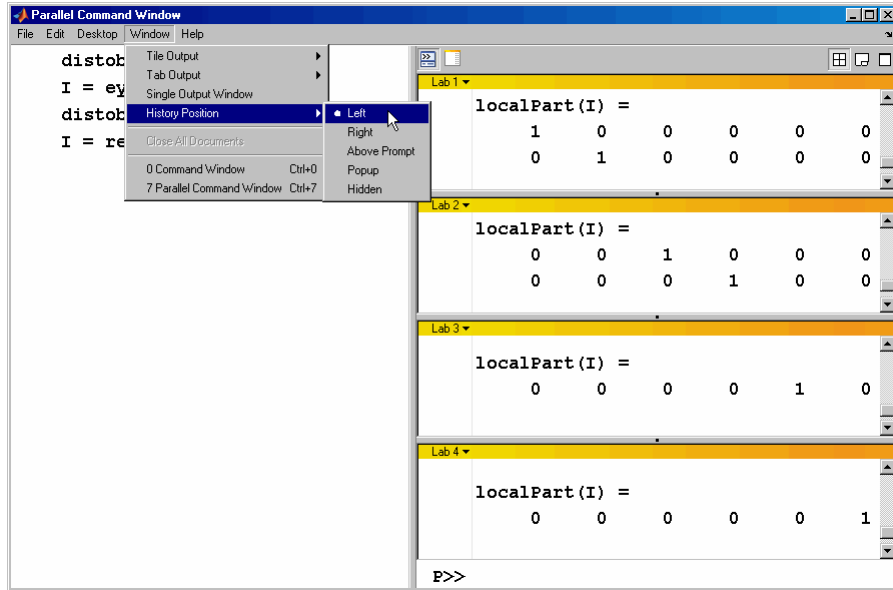 Parallel Command Window
File Edit Desktop Window Help
distob
I = ey
distob
I = re
Tile Output
Tab Output
Single Output Window
History Position
Close All Documents
0 Command Window Ctrl+0
7 Parallel Command Window Ctrl+7
Left
Right
Above Prompt
Popup
Hidden
Lab 1
localPart(I) =
1 0 0 0 0 0
0 1 0 0 0 0
Lab 2
localPart(I) =
0 0 1 0 0 0
0 0 0 1 0 0
Lab 3
localPart(I) =
0 0 0 0 1 0
Lab 4
localPart(I) =
0 0 0 0 0 1
P>>